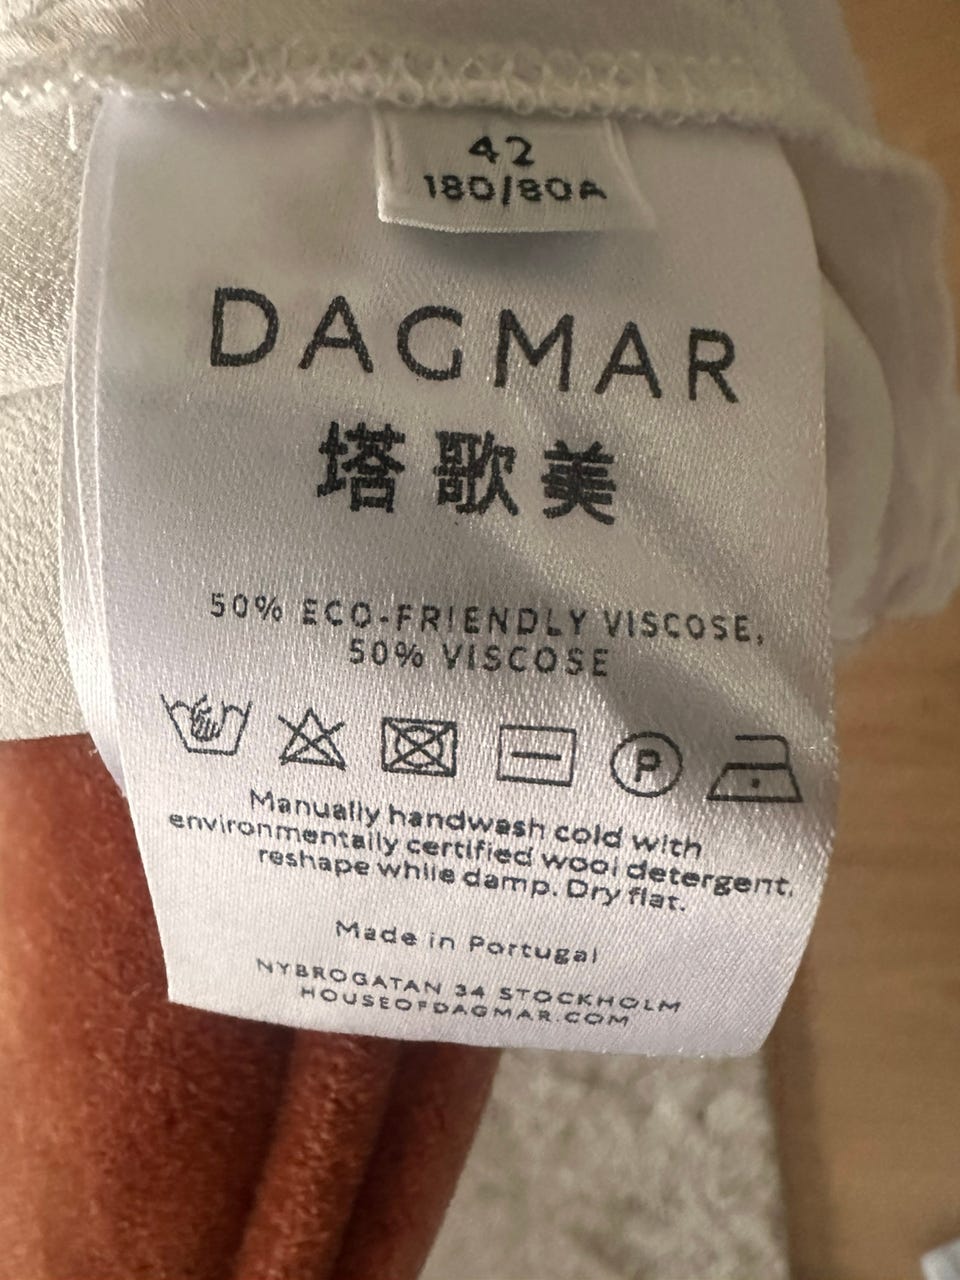 42
180/80A
DAGMAR
塔歌美
50% ECO-FRIENDLY VISCOSE,
50% VISCOSE
P
Manually handwash cold with
environmentally certified wool detergent.
reshape while damp. Dry flat.
Made in Portugal
NYBROGATAN 34 STOCKHOLM
HOUSEOFDAGMAR.COM